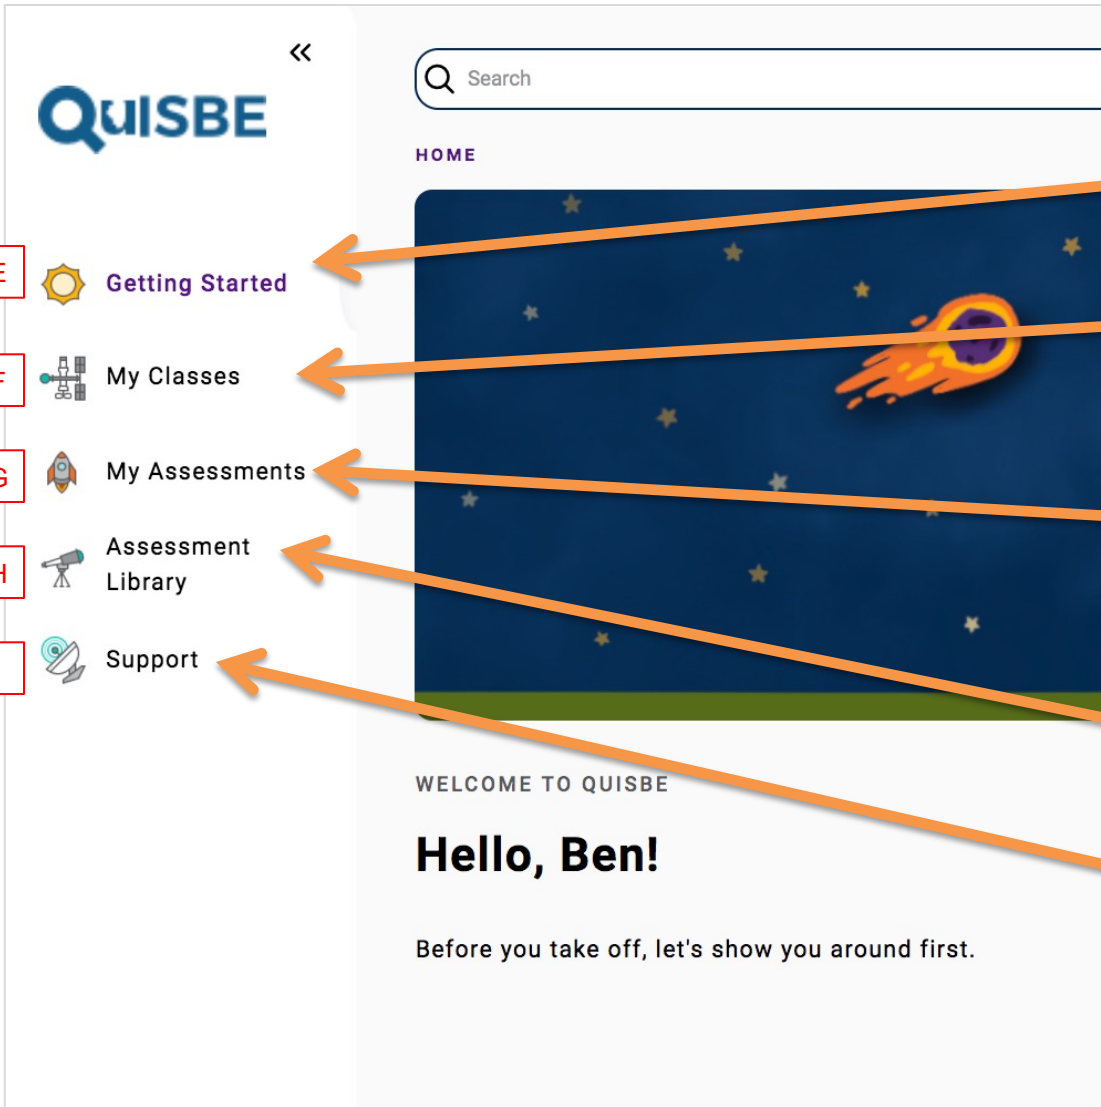 QUISBE
Search
HOME
E
Getting Started
F
My Classes
G
My Assessments
H
Assessment
Library
Support
WELCOME TO QUISBE
Hello, Ben!
Before you take off, let's show you around first.